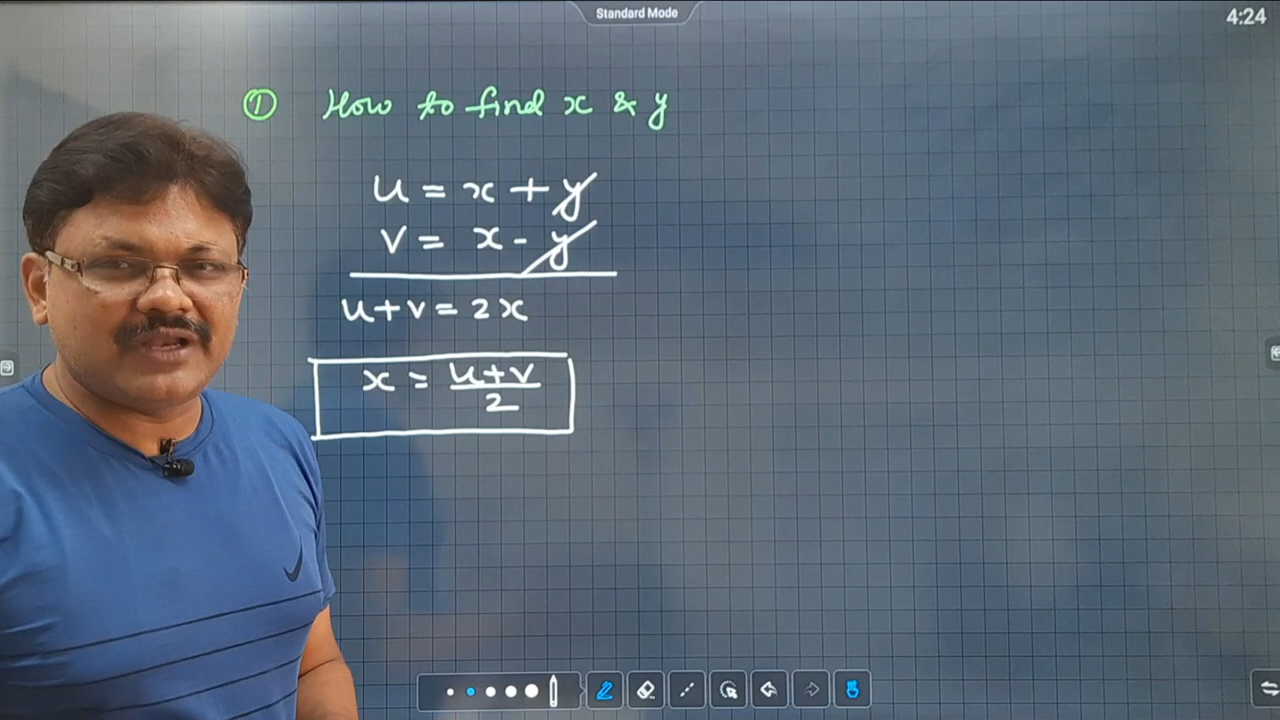 Standard Mode
4:24
① How to find x & y
u = x + y
v = x - y
u+v = 2x
x = u+v
2